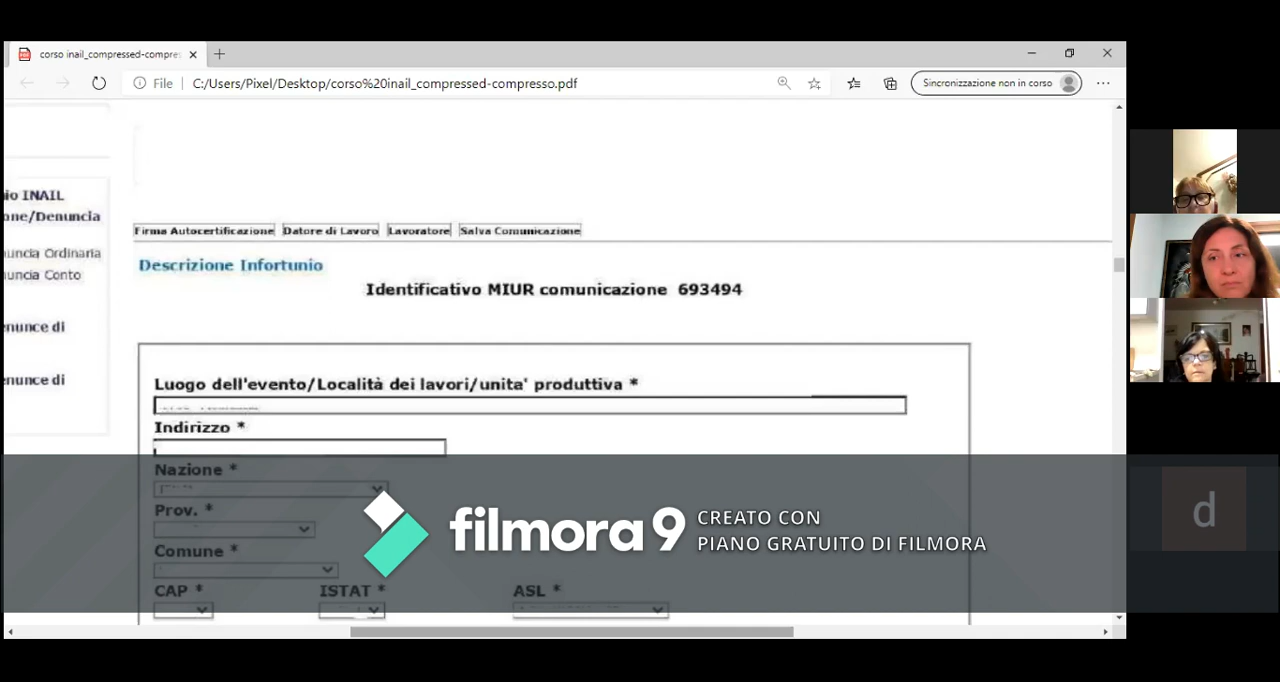 corso inail_compressed-compre
File
C:/Users/Pixel/Desktop/corso%20inail_compressed-compresso.pdf
Sincronizzazione non in corso
INAIL
one/Denuncia
uncia Ordinaria
uncia Conto
enunce di
enunce di
Firma Autocertificazione Datore di Lavoro Lavoratore Salva Comunicazione
Descrizione Infortunio
Identificativo MIUR comunicazione 693494
Luogo dell'evento/Località dei lavori/unita' produttiva *
Indirizzo *
Nazione *
Prov. *
Comune *
CAP * ISTAT * ASL *
filmora 9
CREATO CON
PIANO GRATUITO DI FILMORA
d